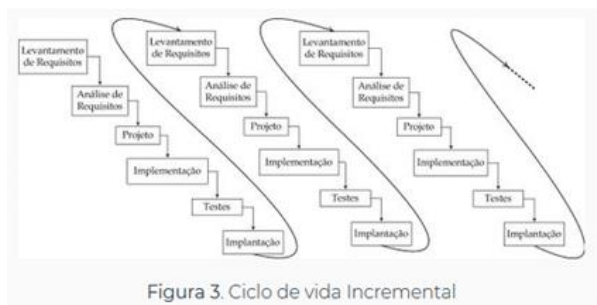 Levantamento
de Requisitos
Análise de
Requisitos
Projeto
Implementação
Testes
Implantação
Levantamento
de Requisitos
Análise de
Requisitos
Projeto
Implementação
Testes
Implantação
Levantamento
de Requisitos
Análise de
Requisitos
Projeto
Implementação
Testes
Implantação
Figura 3. Ciclo de vida Incremental